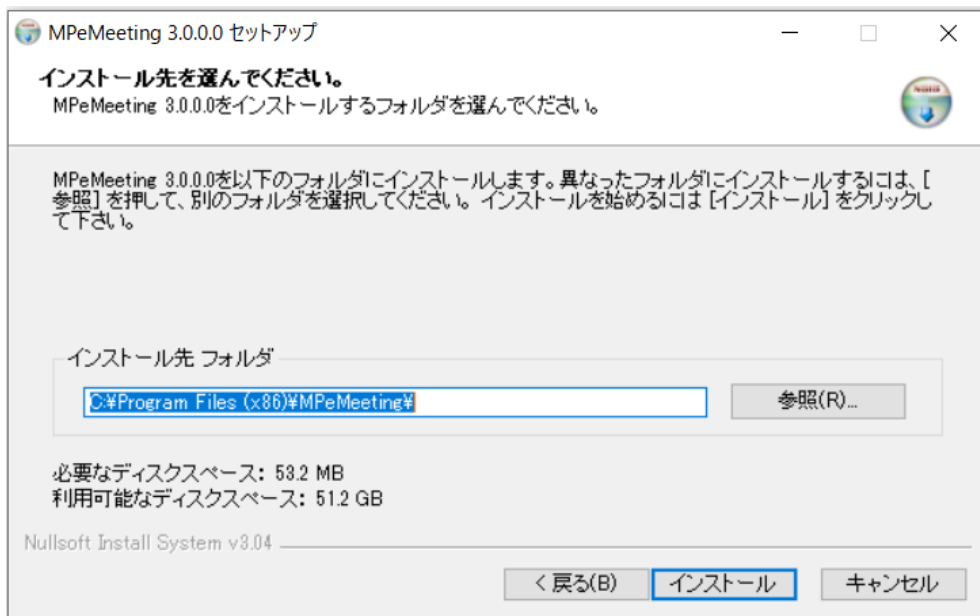 MPeMeeting 3.0.0.0 セットアップ
インストール先を選んでください。
MPeMeeting 3.0.0.0をインストールするフォルダを選んでください。
MPeMeeting 3.0.0.0を以下のフォルダにインストールします。異なったフォルダにインストールするには、[
参照] を押して、別のフォルダを選択してください。インストールを始めるには [インストール] をクリックし
て下さい。
インストール先 フォルダ
C:¥Program Files (x86)¥MPeMeeting¥
参照(R)...
必要なディスクスペース: 53.2 MB
利用可能なディスクスペース: 51.2 GB
Nullsoft Install System v3.04
< 戻る(B)
インストール
キャンセル